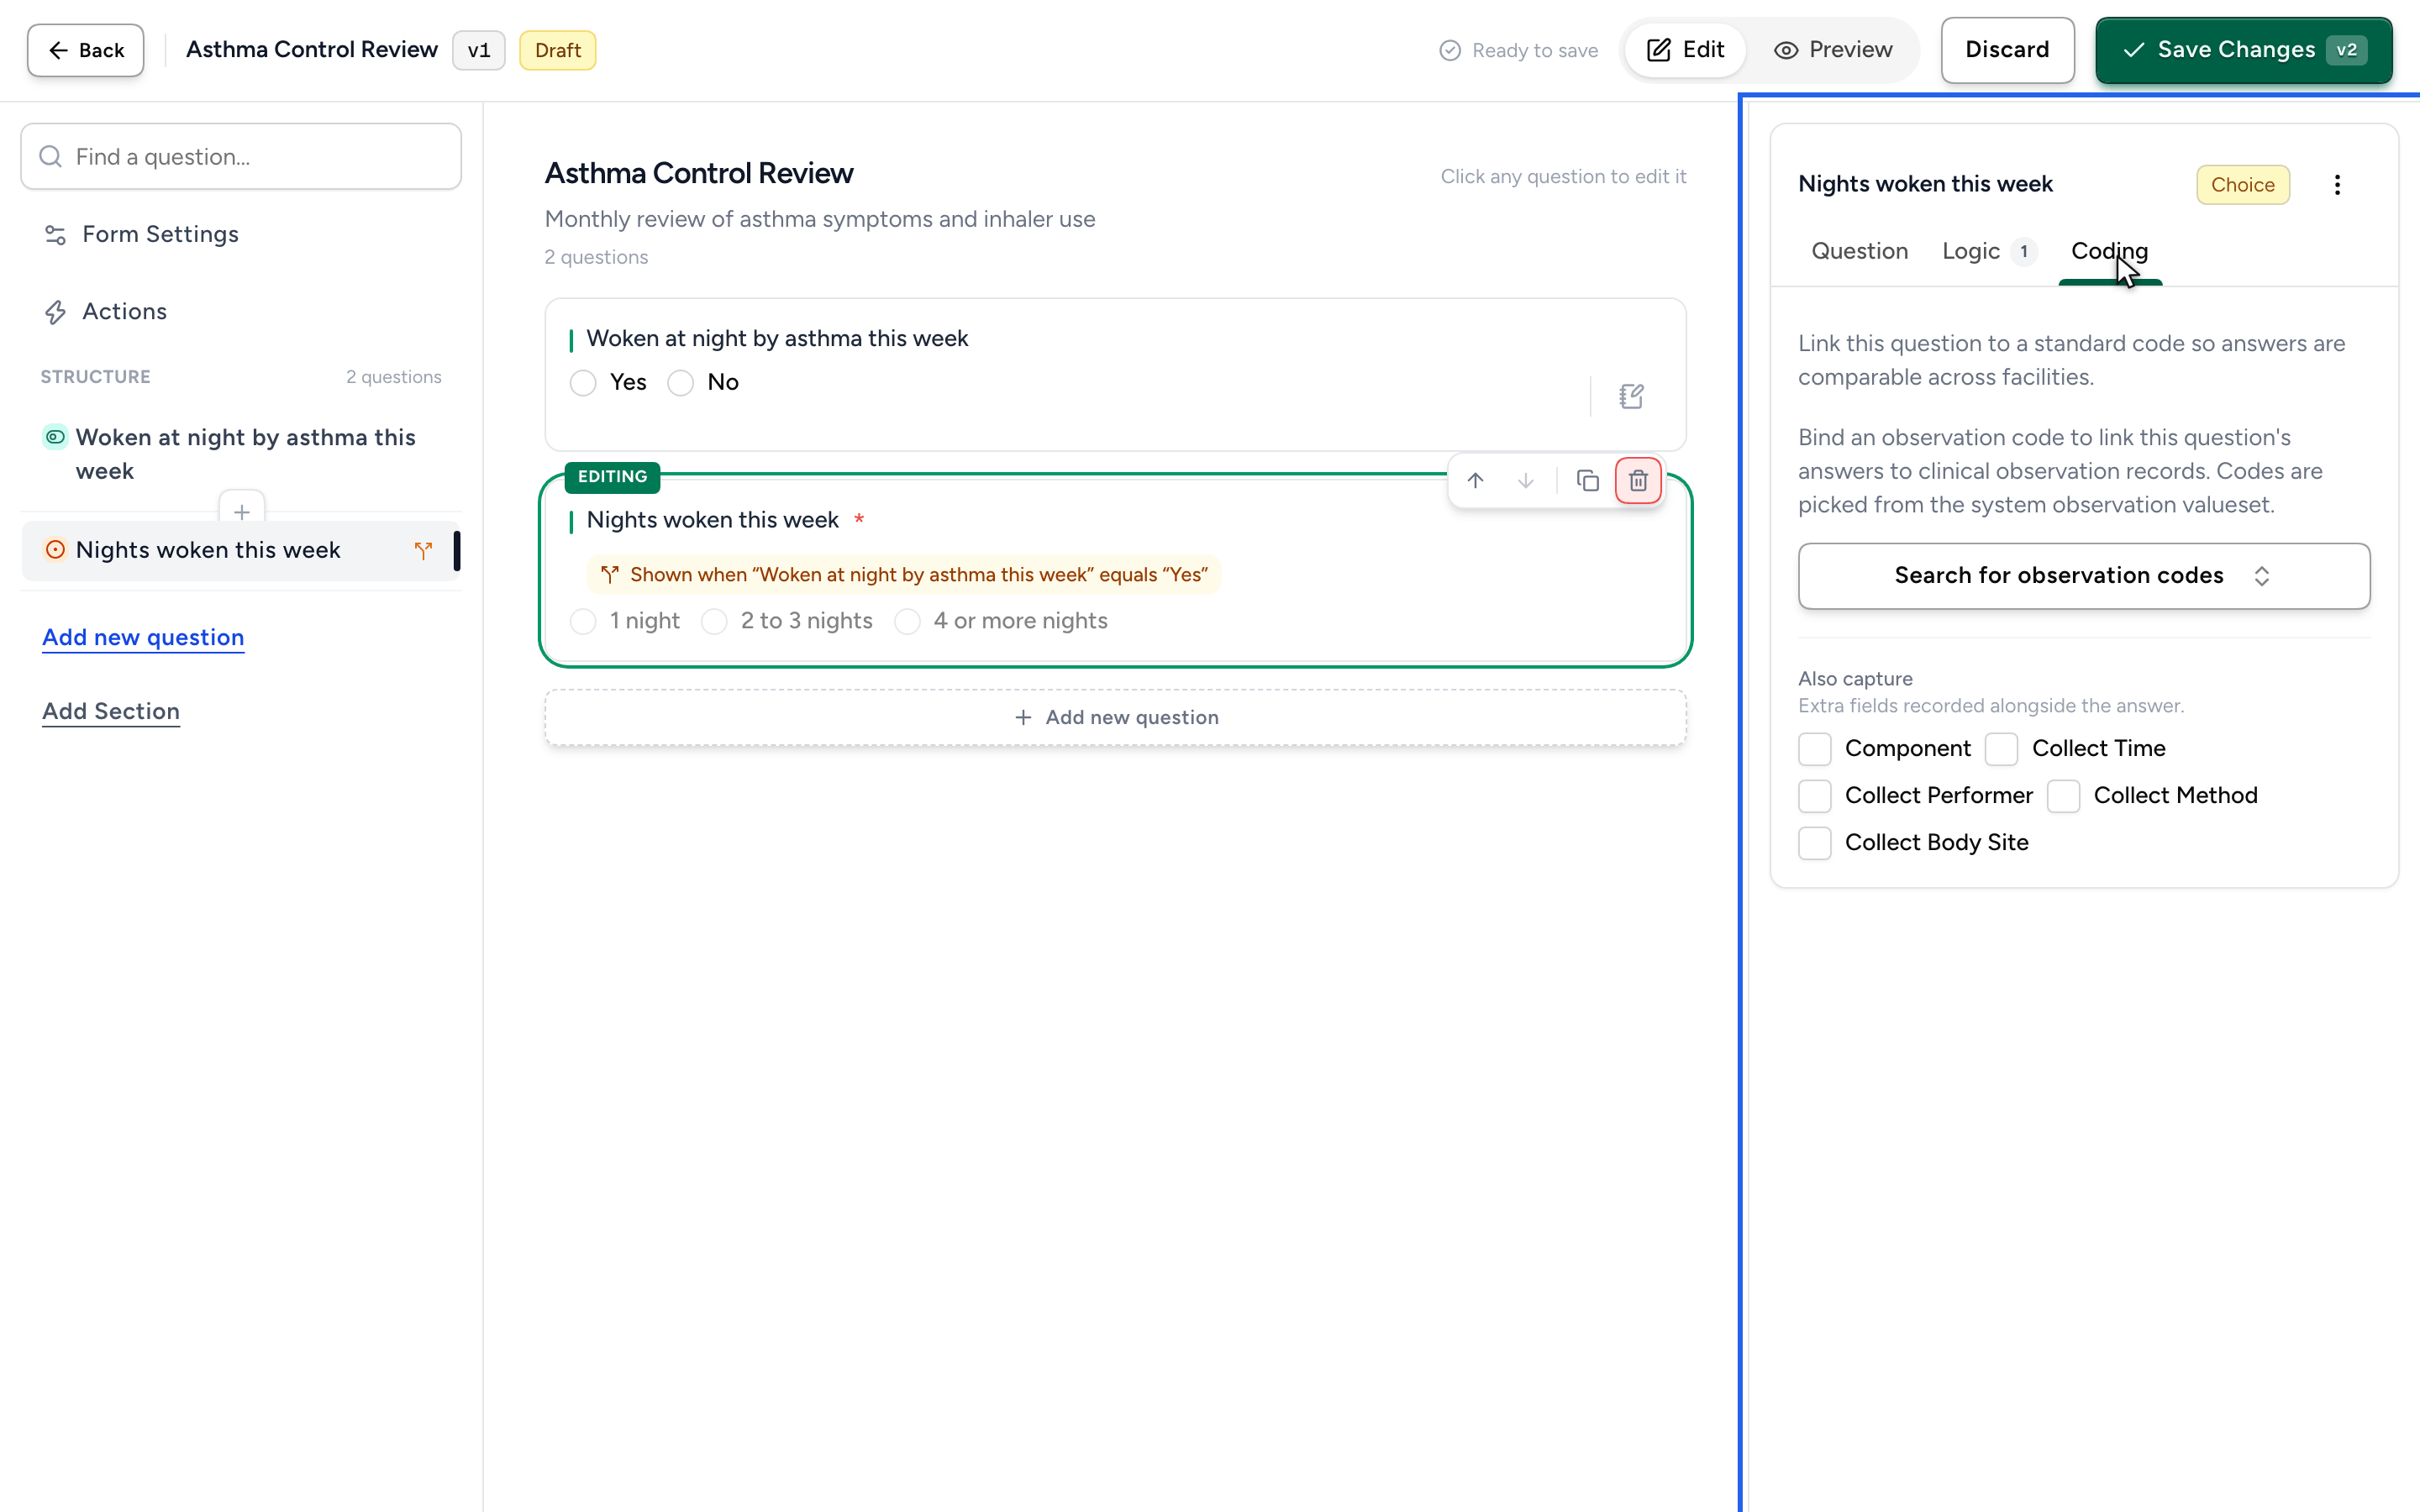 Back
Asthma Control Review
v1
Draft
Ready to save
Edit
Preview
Discard
Save Changes v2
Find a question...
Form Settings
Actions
STRUCTURE
2 questions
Woken at night by asthma this
week
Nights woken this week
Add new question
Add Section
Asthma Control Review
Click any question to edit it
Monthly review of asthma symptoms and inhaler use
2 questions
Woken at night by asthma this week
Yes
No
EDITING
Nights woken this week *
Shown when “Woken at night by asthma this week” equals “Yes”
1 night
2 to 3 nights
4 or more nights
Add new question
Nights woken this week
Choice
Question
Logic 1
Coding
Link this question to a standard code so answers are
comparable across facilities.
Bind an observation code to link this question's
answers to clinical observation records. Codes are
picked from the system observation valueset.
Search for observation codes
Also capture
Extra fields recorded alongside the answer.
Component
Collect Time
Collect Performer
Collect Method
Collect Body Site